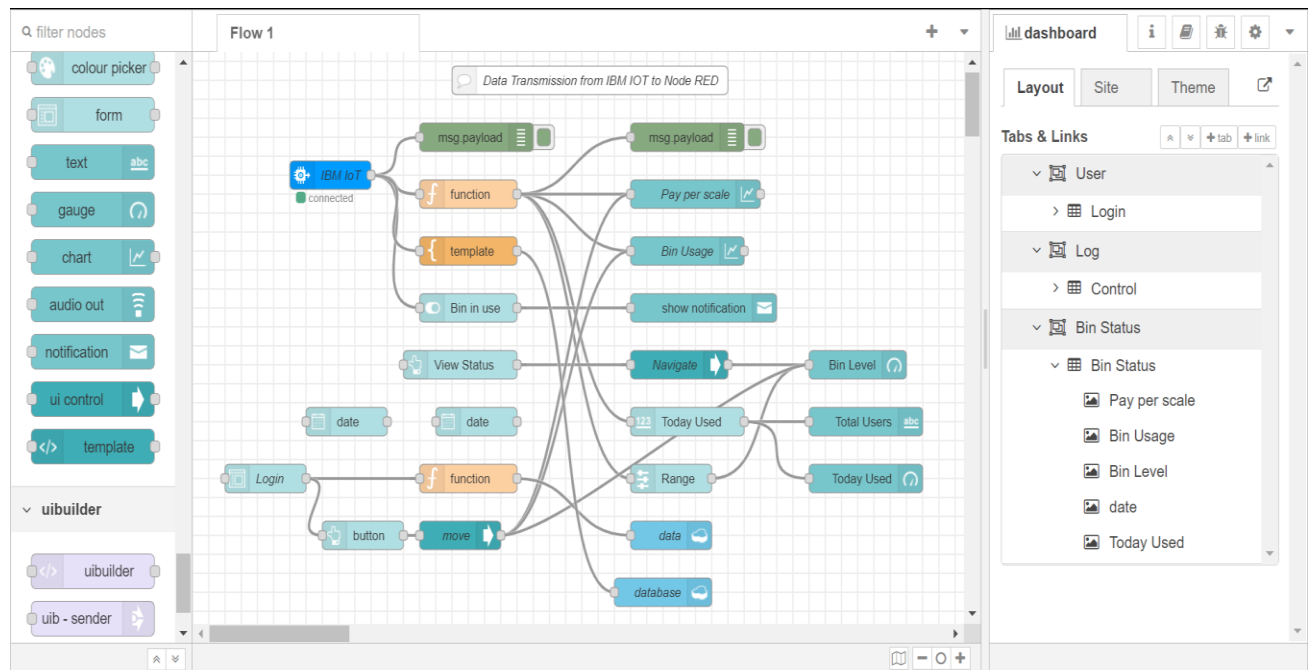 filter nodes
colour picker
form
text
abc
gauge
chart
audio out
notification
ui control
template
uibuilder
uibuilder
uib - sender
Flow 1
Data Transmission from IBM IOT to Node RED
msg.payload
msg.payload
IBM IoT
connected
function
Pay per scale
template
Bin Usage
Bin in use
show notification
View Status
Navigate
Bin Level
date
date
123 Today Used
Total Users abc
Login
function
Range
Today Used
button
move
data
database
dashboard
i
Layout
Site
Theme
Tabs & Links
+tab
+link
User
Login
Log
Control
Bin Status
Bin Status
Pay per scale
Bin Usage
Bin Level
date
Today Used